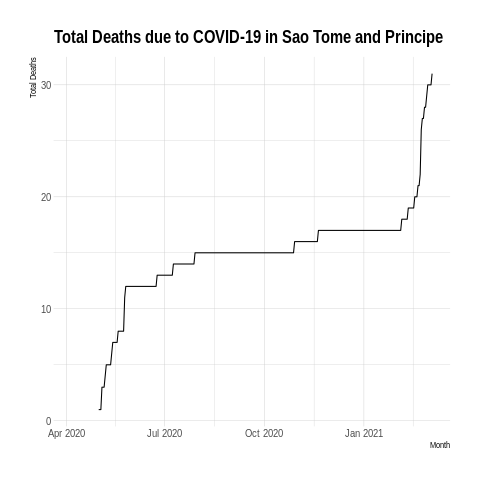 Total Deaths due to COVID-19 in Sao Tome and Principe
Total Deaths
30
20
10
0
Apr 2020 Jul 2020 Oct 2020 Jan 2021
Month